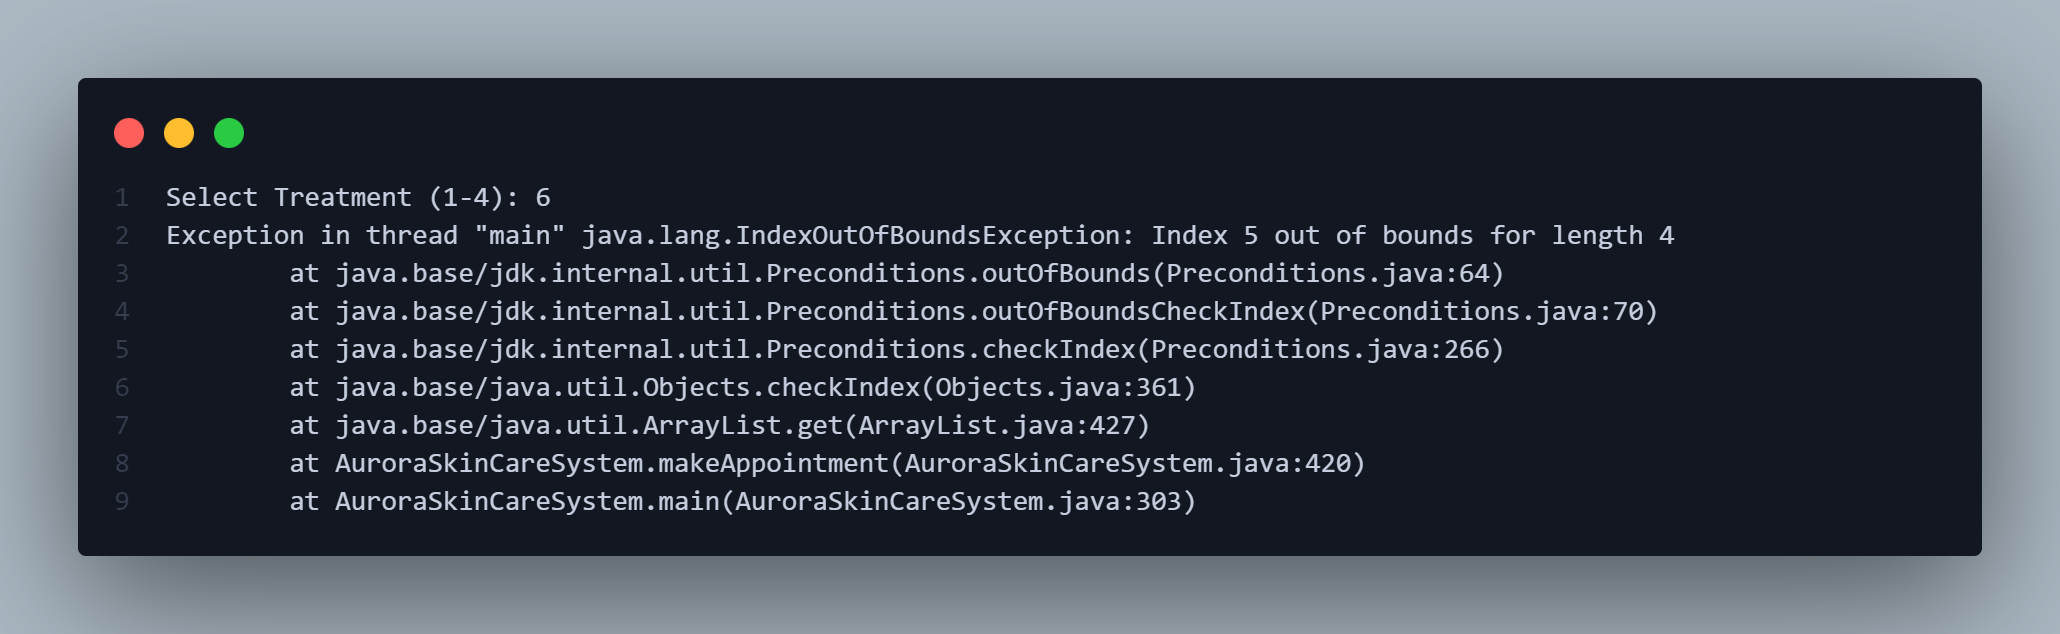 1 Select Treatment (1-4): 6
2 Exception in thread "main" java.lang.IndexOutOfBoundsException: Index 5 out of bounds for length 4
3 at java.base/jdk.internal.util.Preconditions.outOfBounds(Preconditions.java:64)
4 at java.base/jdk.internal.util.Preconditions.outOfBoundsCheckIndex(Preconditions.java:70)
5 at java.base/jdk.internal.util.Preconditions.checkIndex(Preconditions.java:266)
6 at java.base/java.util.Objects.checkIndex(Objects.java:361)
7 at java.base/java.util.ArrayList.get(ArrayList.java:427)
8 at AuroraSkinCareSystem.makeAppointment(AuroraSkinCareSystem.java:420)
9 at AuroraSkinCareSystem.main(AuroraSkinCareSystem.java:303)